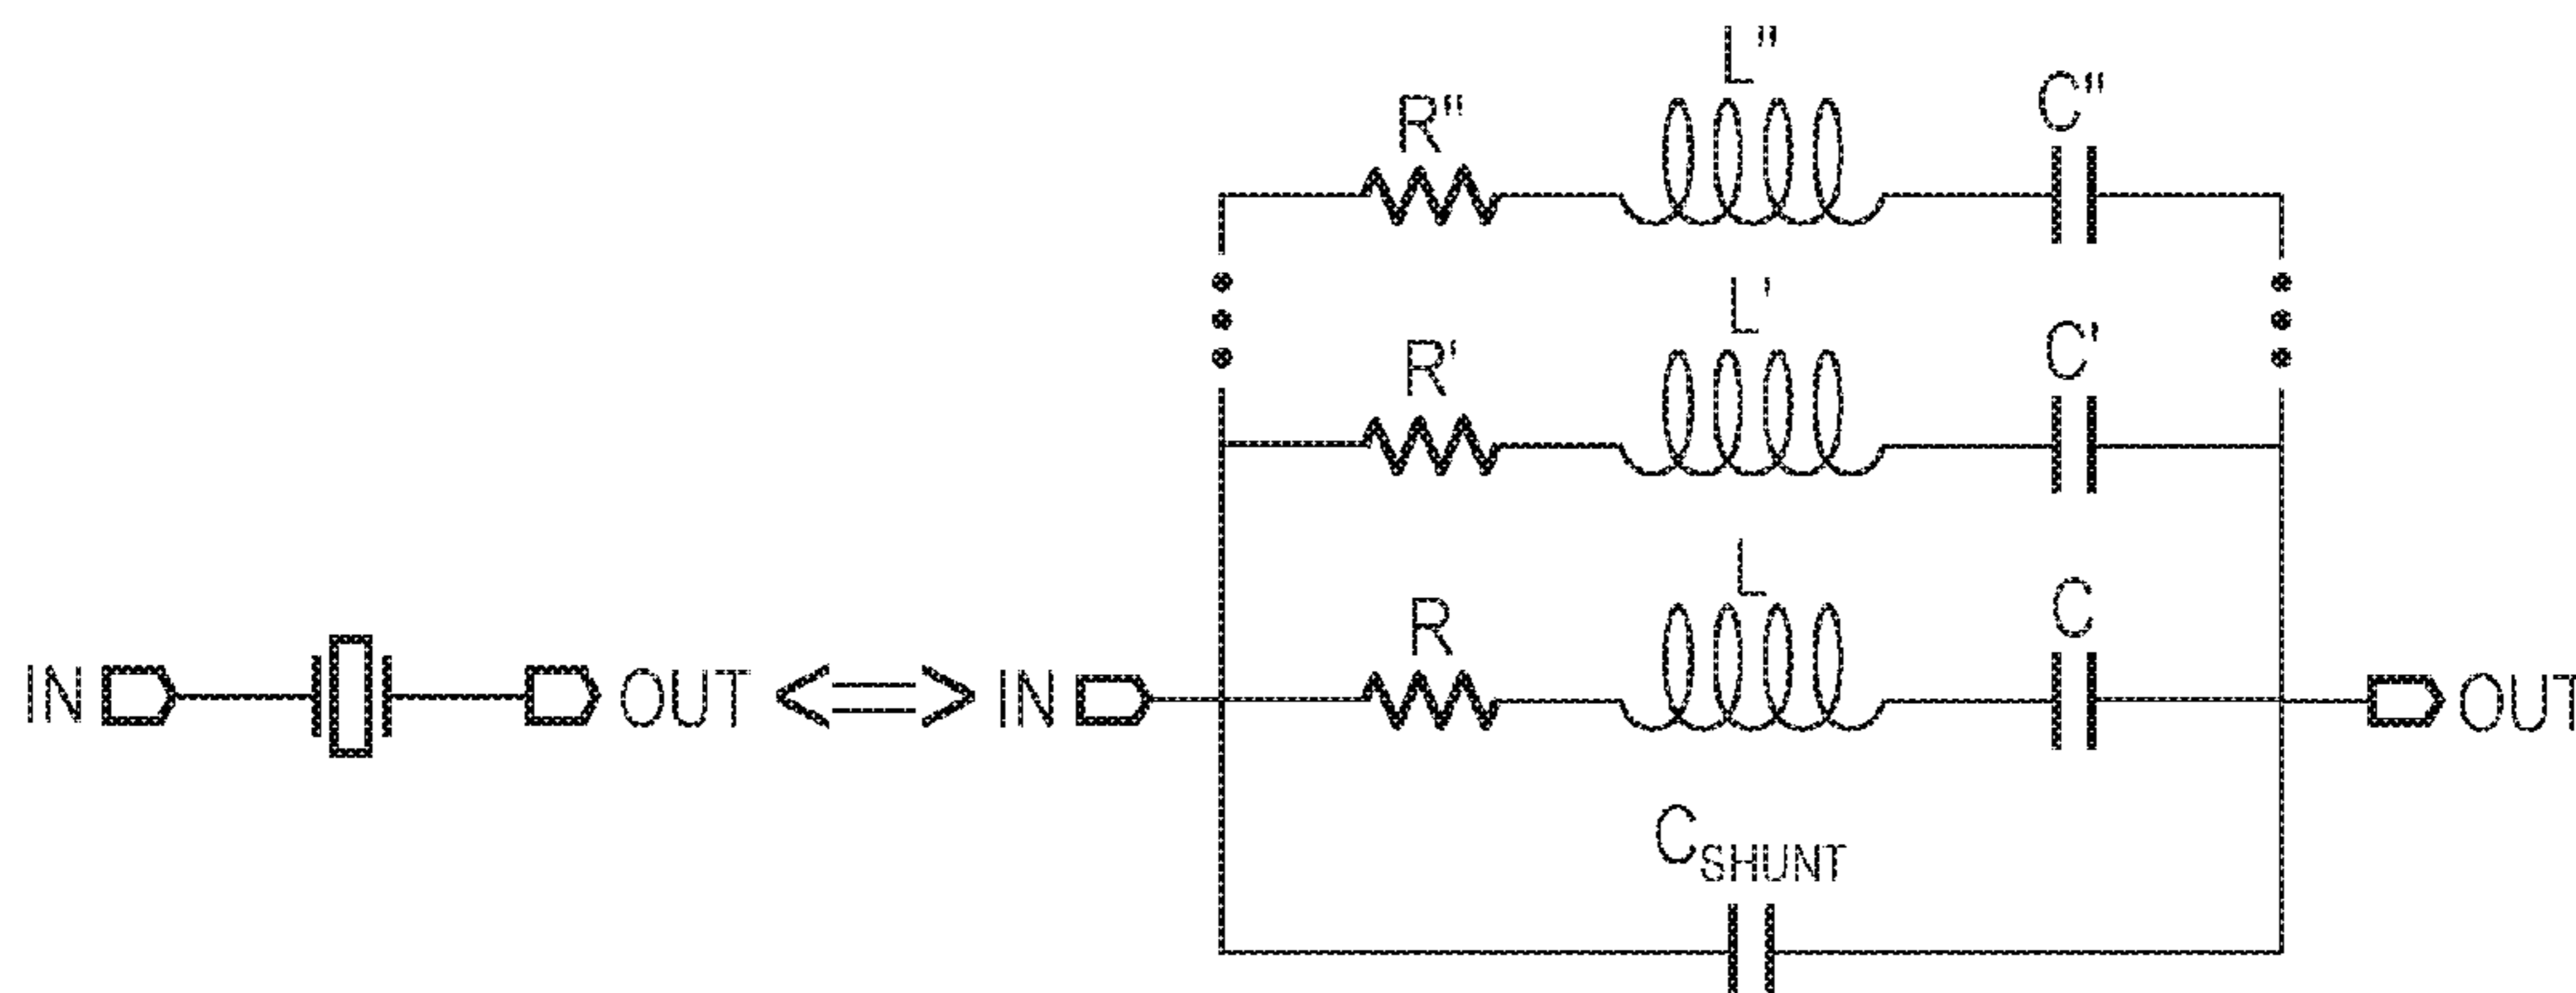 L"
R"
C"
L'
R'
C'
L
R
C
IN
OUT <=> IN
OUT
CSHUNT